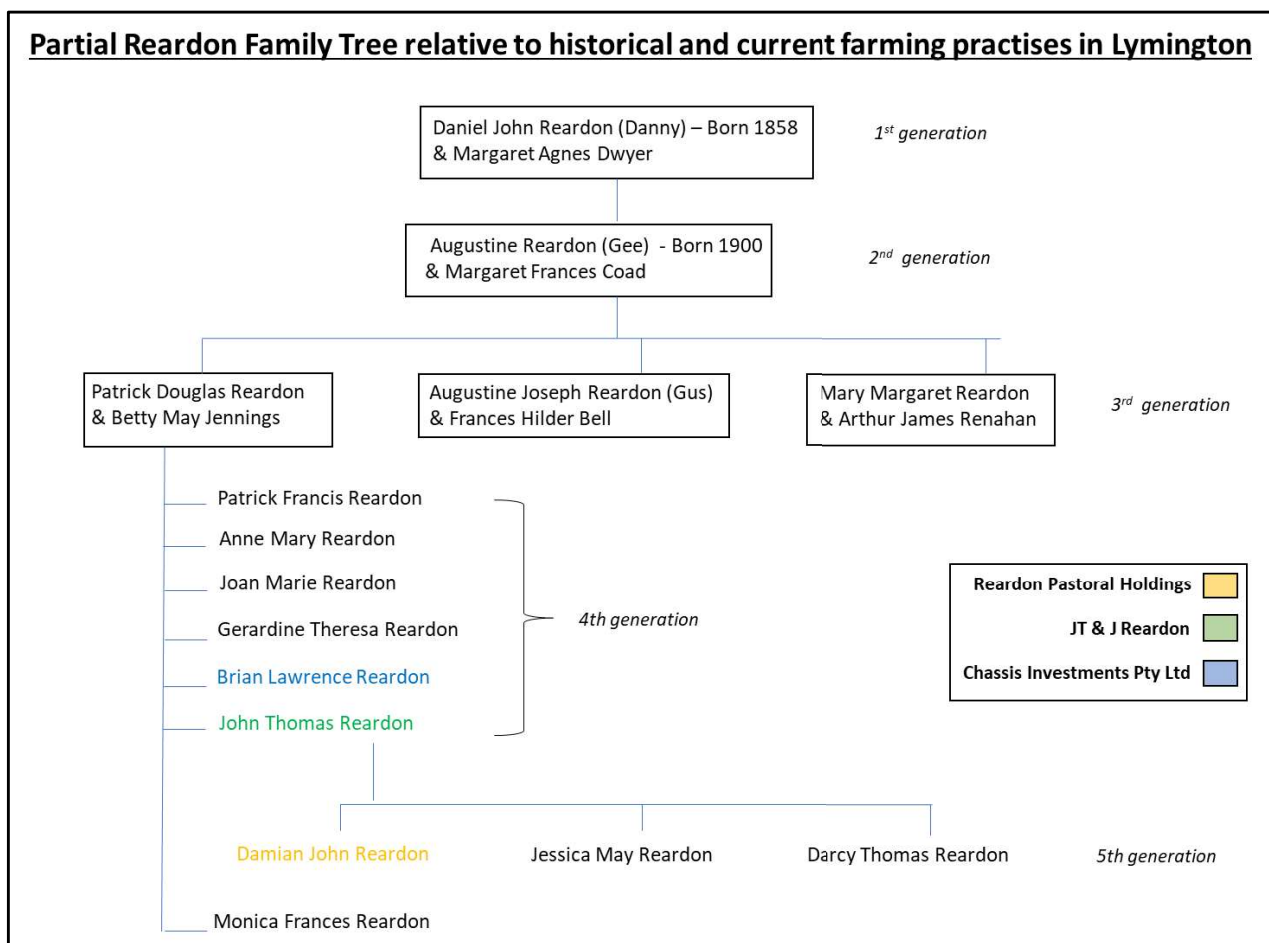 Partial Reardon Family Tree relative to historical and current farming practises in Lymington
Daniel John Reardon (Danny) – Born 1858
& Margaret Agnes Dwyer
1st generation
Augustine Reardon (Gee) - Born 1900
& Margaret Frances Coad
2nd generation
Patrick Douglas Reardon
& Betty May Jennings
Augustine Joseph Reardon (Gus)
& Frances Hilder Bell
Mary Margaret Reardon
& Arthur James Renahan
3rd generation
Patrick Francis Reardon
Anne Mary Reardon
Joan Marie Reardon
Gerardine Theresa Reardon
Brian Lawrence Reardon
John Thomas Reardon
4th generation
Reardon Pastoral Holdings
JT & J Reardon
Chassis Investments Pty Ltd
Damian John Reardon
Jessica May Reardon
Darcy Thomas Reardon
5th generation
Monica Frances Reardon